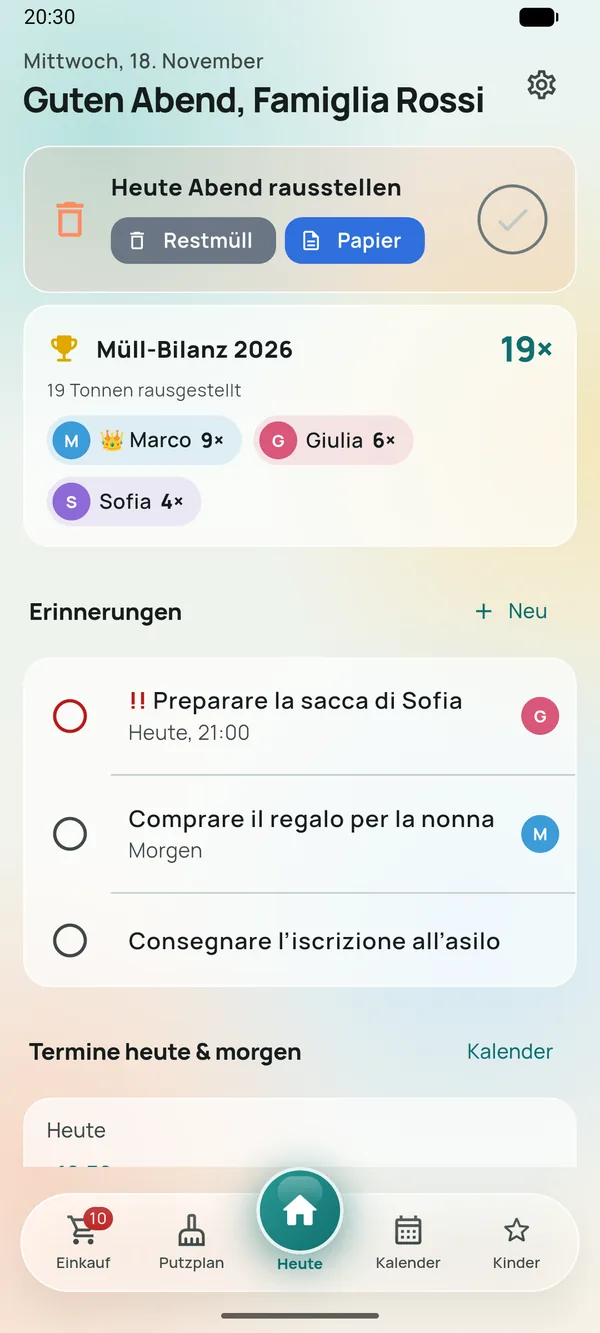 20:30
Mittwoch, 18. November
Guten Abend, Famiglia Rossi
Heute Abend rausstellen
Restmüll
Papier
Müll-Bilanz 2026
19×
19 Tonnen rausgestellt
M 👑 Marco 9×
G Giulia 6×
S Sofia 4×
Erinnerungen
+ Neu
!! Preparare la sacca di Sofia
Heute, 21:00
G
Comprare il regalo per la nonna
Morgen
M
Consegnare l’iscrizione all’asilo
Termine heute & morgen
Kalender
Heute
10
Einkauf
Putzplan
Heute
Kalender
Kinder